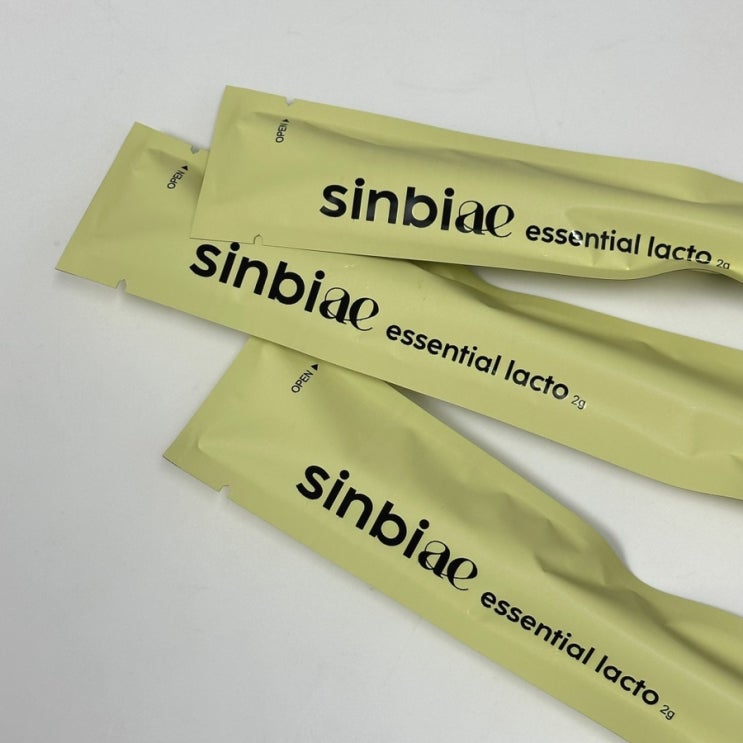 OPEN▲
sinbiae essential lacto 2g
OPEN▲
sinbiae essential lacto 2g
OPEN▲
sinbiae essential lacto 2g